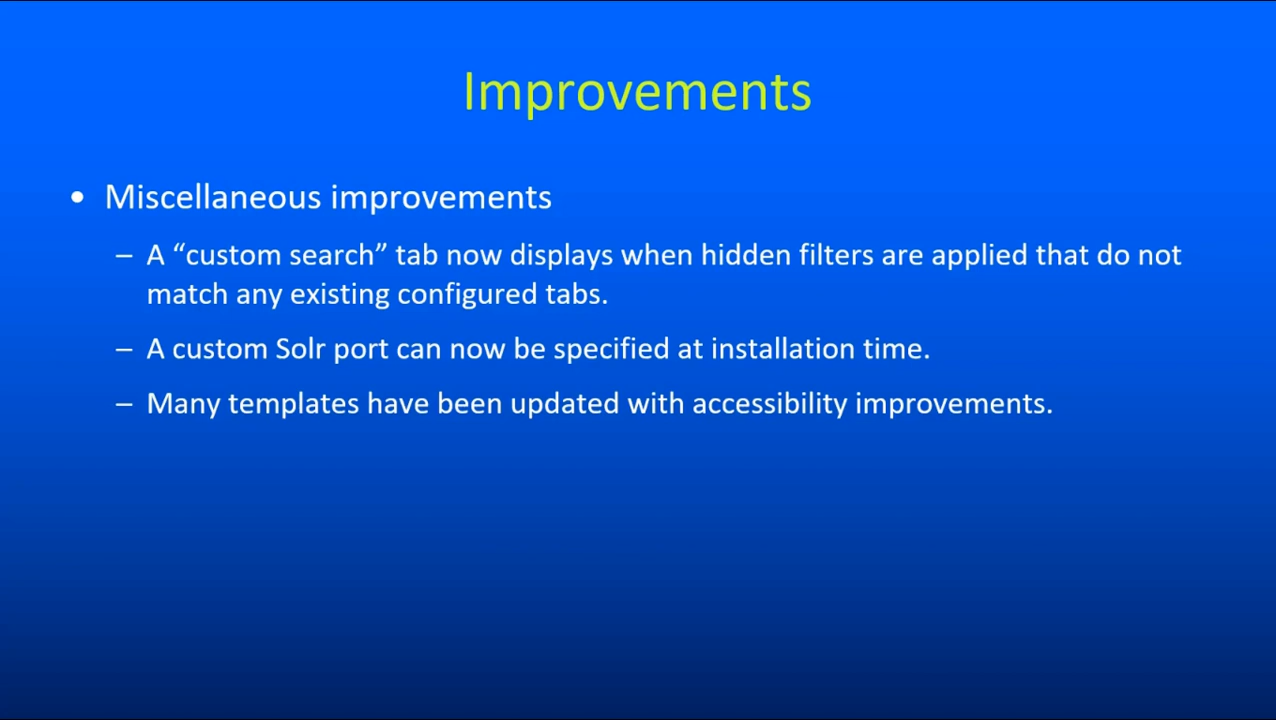 Improvements
• Miscellaneous improvements
– A “custom search” tab now displays when hidden filters are applied that do not
match any existing configured tabs.
– A custom Solr port can now be specified at installation time.
– Many templates have been updated with accessibility improvements.